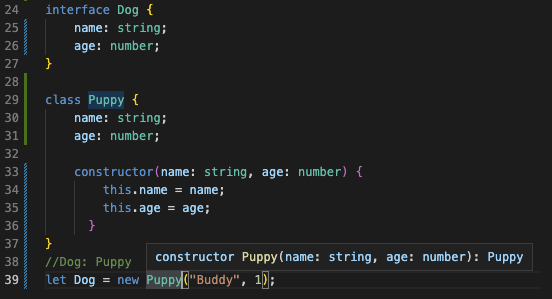 24 interface Dog {
25     name: string;
26     age: number;
27 }
28
29 class Puppy {
30     name: string;
31     age: number;
32
33     constructor(name: string, age: number) {
34         this.name = name;
35         this.age = age;
36       }
37 }
38 //Dog: Puppy
constructor Puppy(name: string, age: number): Puppy
39 let Dog = new Puppy("Buddy", 1);